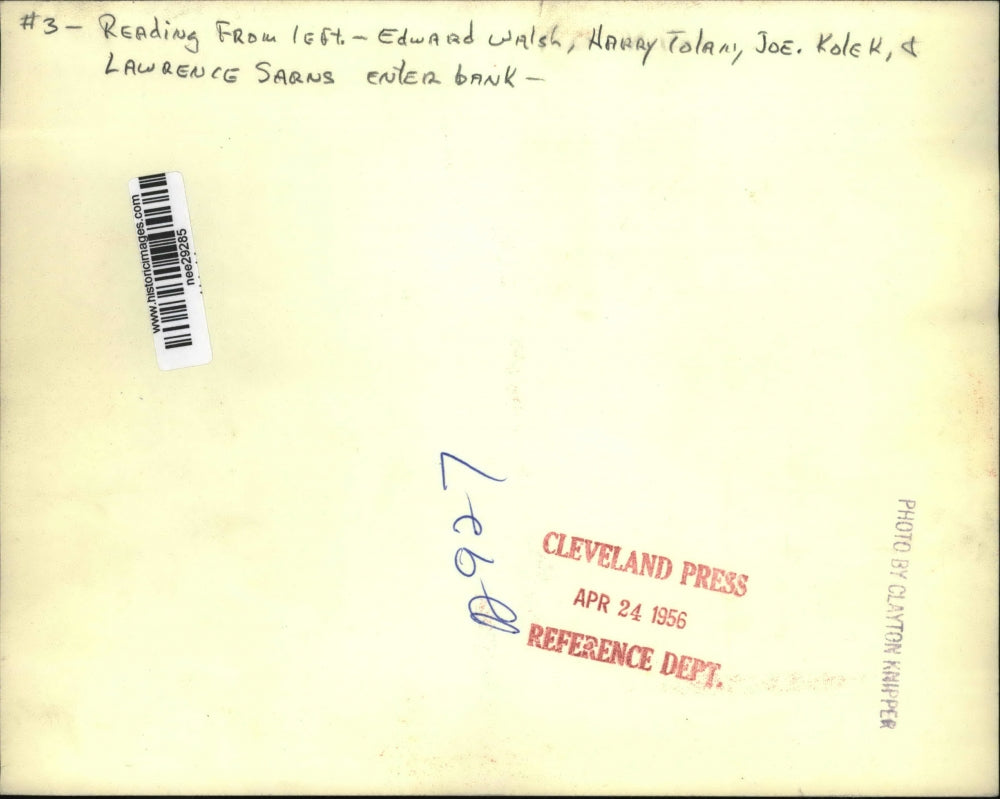 #3 - Reading From left. - Edward Walsh, Harry Tolan, Joe. Kolek, &
Lawrence Sarns enter bank -
www.historicimages.com
nee29285
CLEVELAND PRESS
APR 24 1956
REFERENCE DEPT.
PHOTO BY CLAYTON KNIPPER